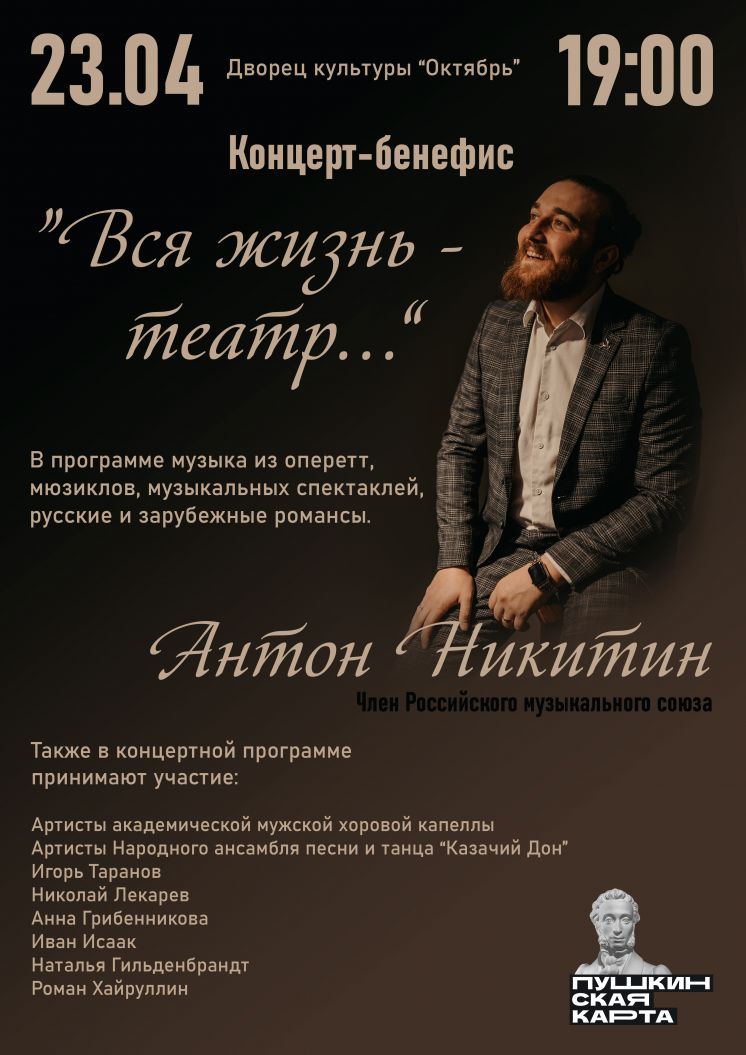 23.04
Дворец культуры “Октябрь”
19:00
Концерт-бенефис
”Вся жизнь -
театр...“
В программе музыка из оперетт,
мюзиклов, музыкальных спектаклей,
русские и зарубежные романсы.
Антон Никитин
Член Российского музыкального союза
Также в концертной программе
принимают участие:
Артисты академической мужской хоровой капеллы
Артисты Народного ансамбля песни и танца “Казачий Дон”
Игорь Таранов
Николай Лекарев
Анна Грибенникова
Иван Исаак
Наталья Гильденбрандт
Роман Хайруллин
ПУШКИН
СКАЯ
КАРТА